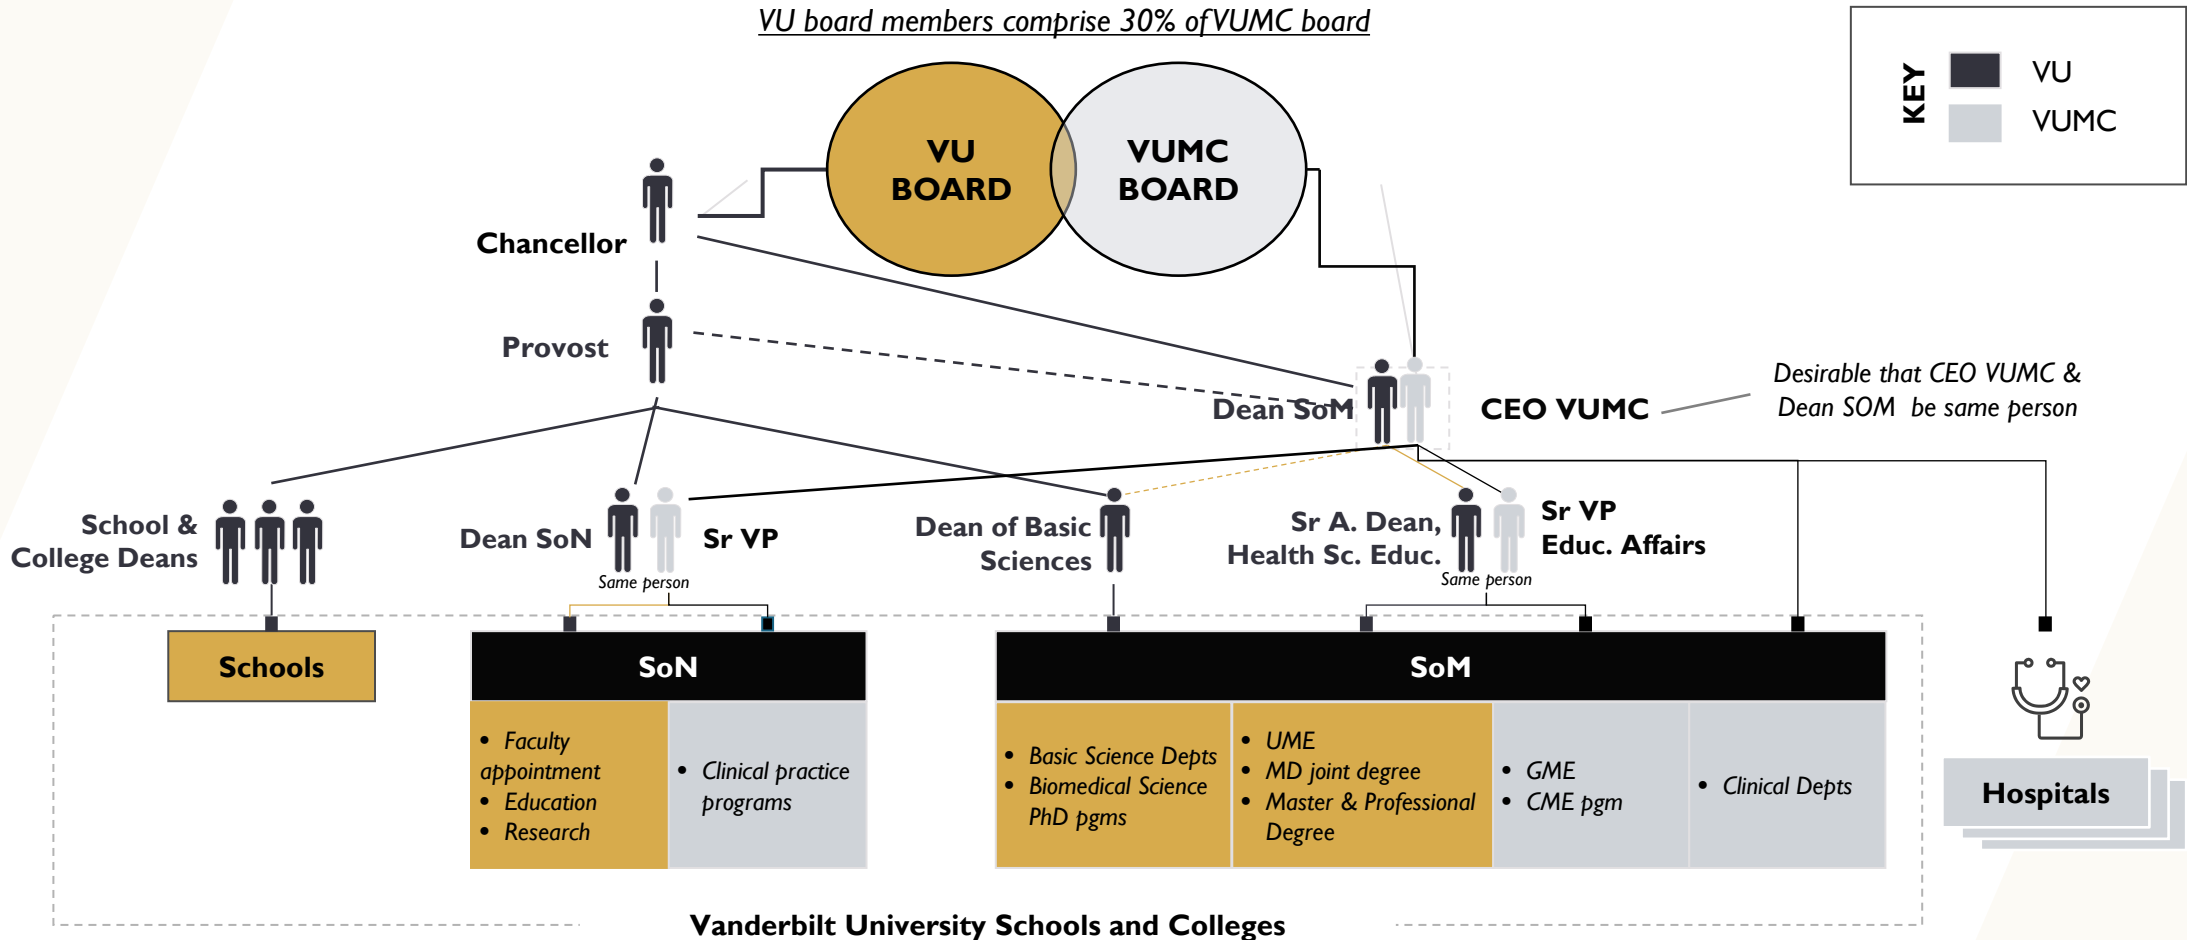 VU board members comprise 30% of VUMC board
KEY
VU
VUMC
VU
BOARD
VUMC
BOARD
Chancellor
Provost
Dean SoM
CEO VUMC
Desirable that CEO VUMC &
Dean SOM be same person
School &
College Deans
Dean SoN
Sr VP
Same person
Dean of Basic
Sciences
Sr A. Dean,
Health Sc. Educ.
Sr VP
Educ. Affairs
Same person
Schools
SoN
• Faculty
appointment
• Education
• Research
• Clinical practice
programs
SoM
• Basic Science Depts
• Biomedical Science
PhD pgms
• UME
• MD joint degree
• Master & Professional
Degree
• GME
• CME pgm
• Clinical Depts
Hospitals
Vanderbilt University Schools and Colleges